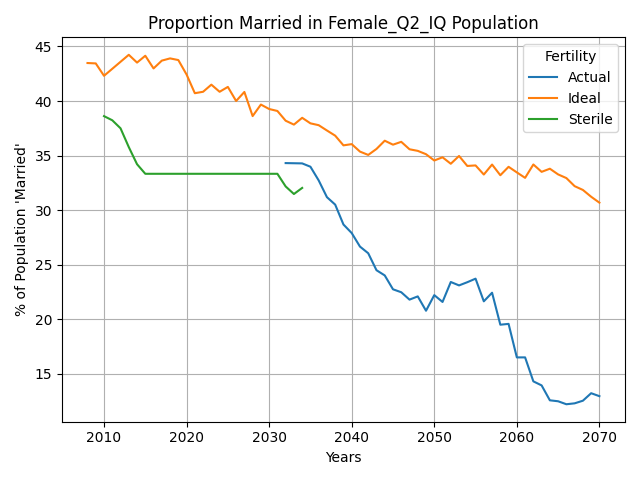 Proportion Married in Female_Q2_IQ Population
% of Population 'Married'
45
40
35
30
25
20
15
2010 2020 2030 2040 2050 2060 2070
Years
Fertility
Actual
Ideal
Sterile